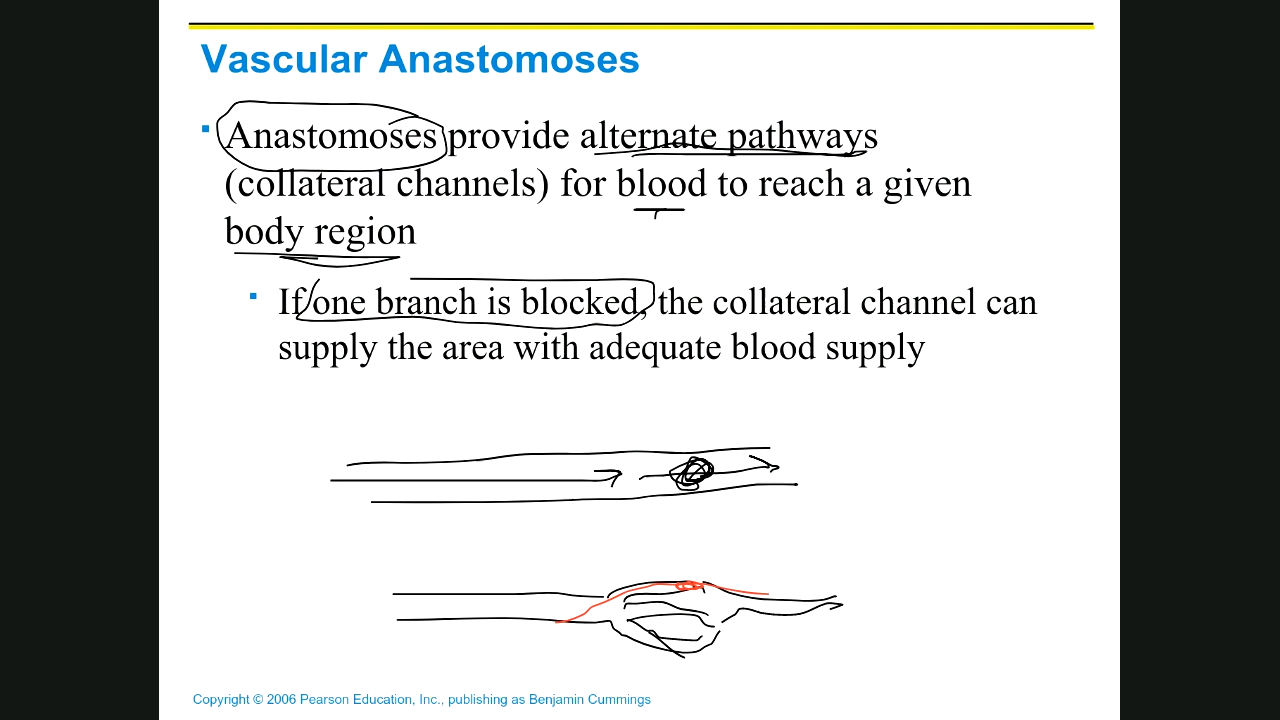 Vascular Anastomoses
▪ Anastomoses provide alternate pathways
(collateral channels) for blood to reach a given
body region
▪ If one branch is blocked, the collateral channel can
supply the area with adequate blood supply
Copyright © 2006 Pearson Education, Inc., publishing as Benjamin Cummings